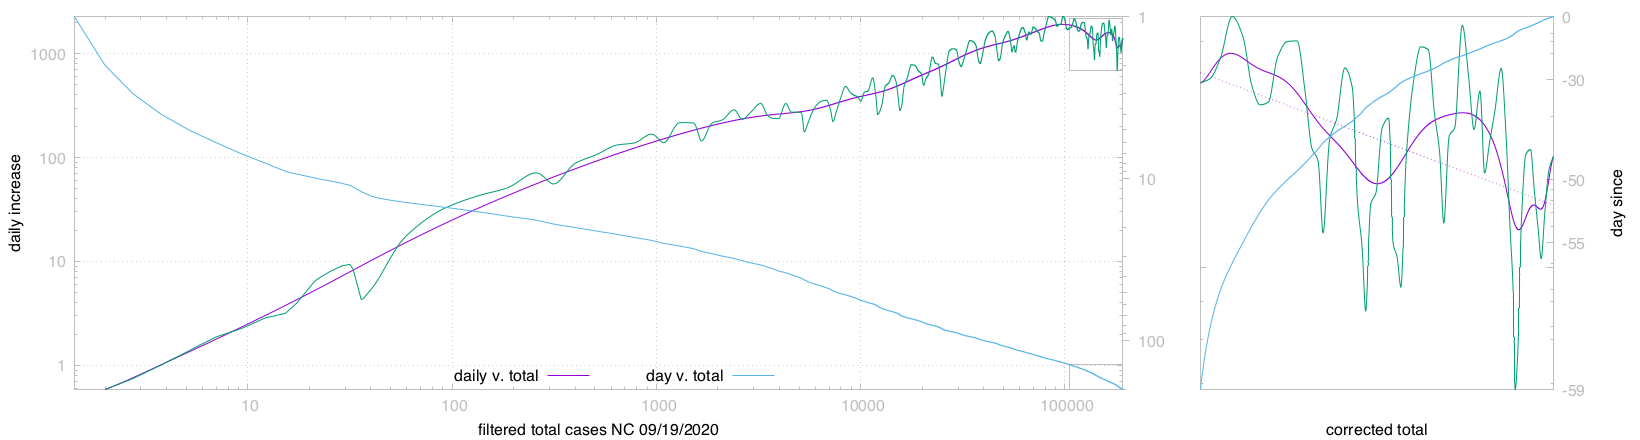 1000
100
10
1
daily increase
10
100
1000
10000
100000
filtered total cases NC 09/19/2020
daily v. total
day v. total
1
10
100
0
-30
-50
-55
-59
day since
corrected total